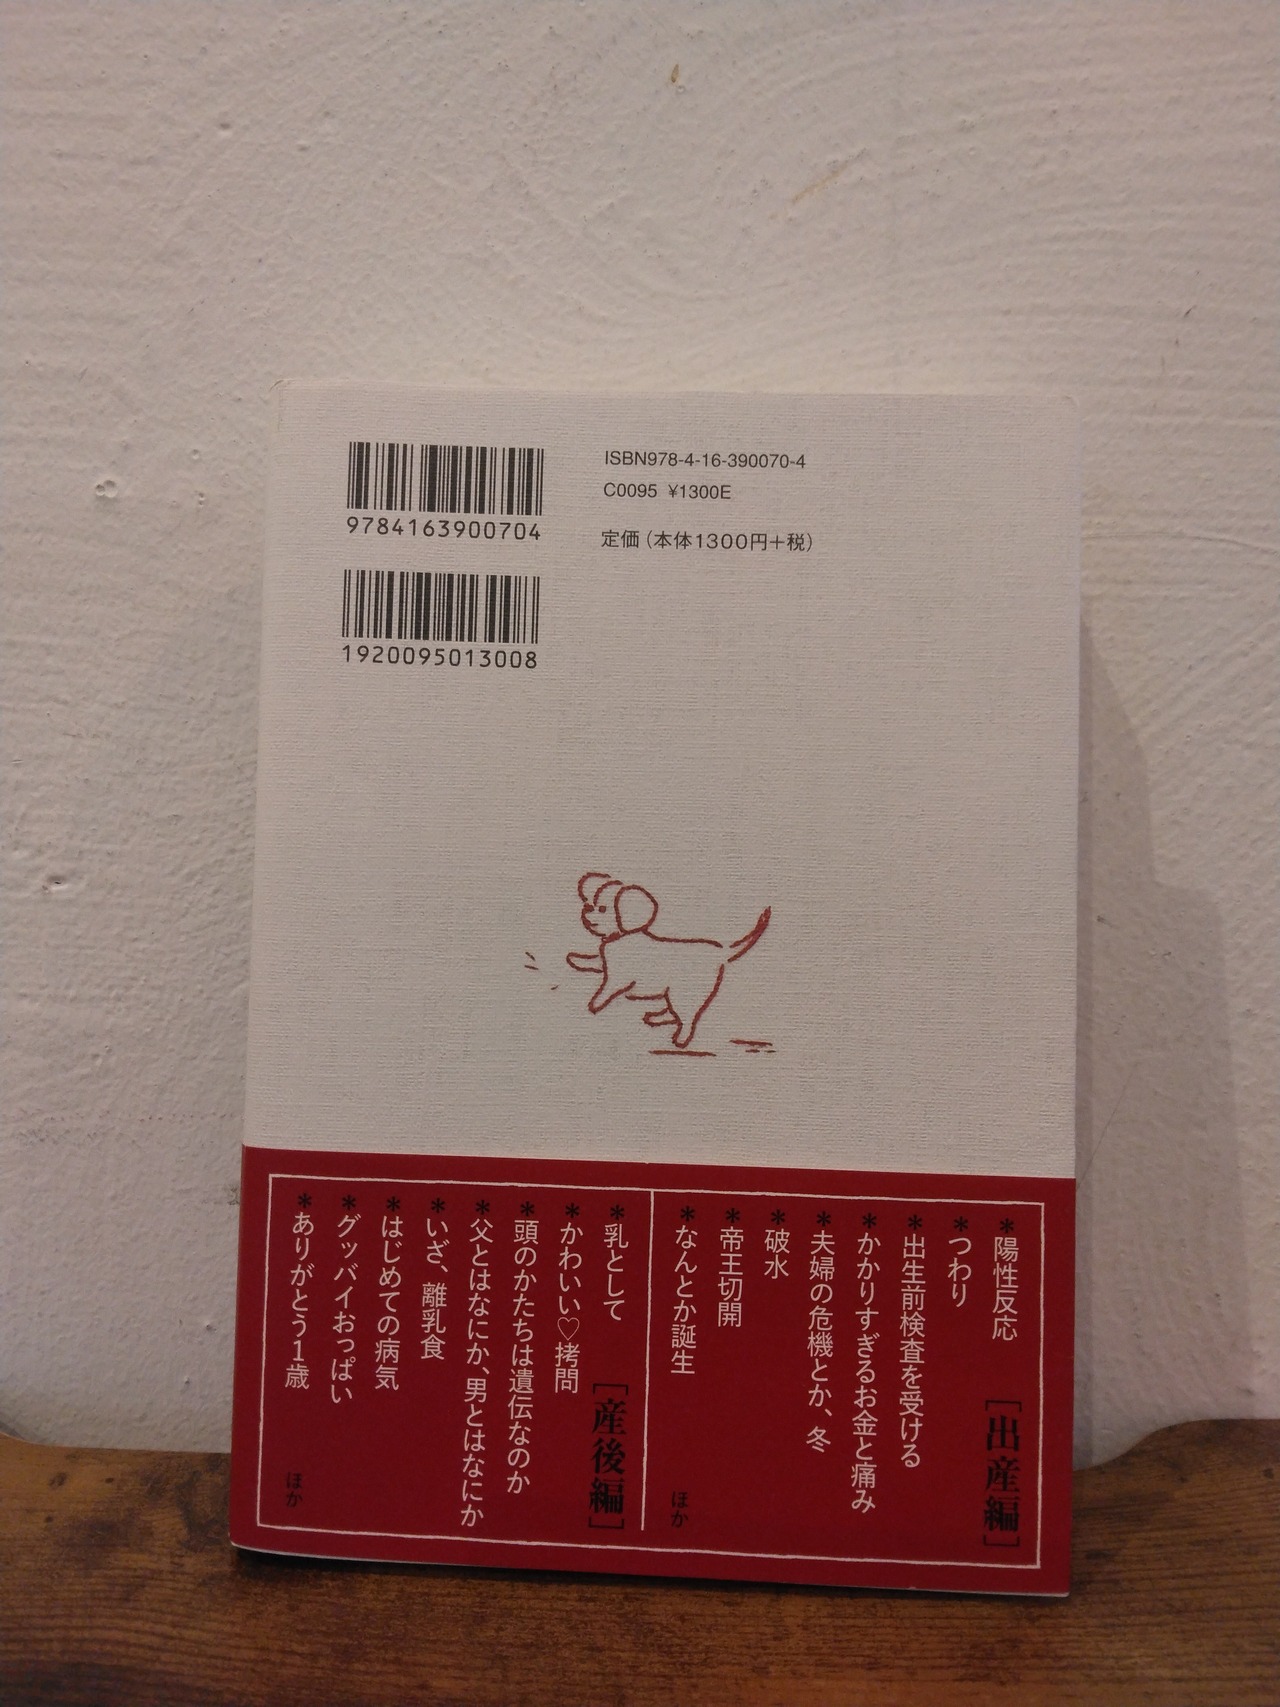 ISBN978-4-16-390070-4
C0095 ¥1300E
定価（本体1300円＋税）
9784163900704
1920095013008
［出産編］
＊陽性反応
＊つわり
＊出生前検査を受ける
＊かかりすぎるお金と痛み
＊夫婦の危機とか、冬
＊破水
＊帝王切開
＊なんとか誕生
ほか
［産後編］
＊乳として
＊かわいい♡拷問
＊頭のかたちは遺伝なのか
＊父とはなにか、男とはなにか
＊いざ、離乳食
＊はじめての病気
＊グッバイおっぱい
＊ありがとう1歳
ほか